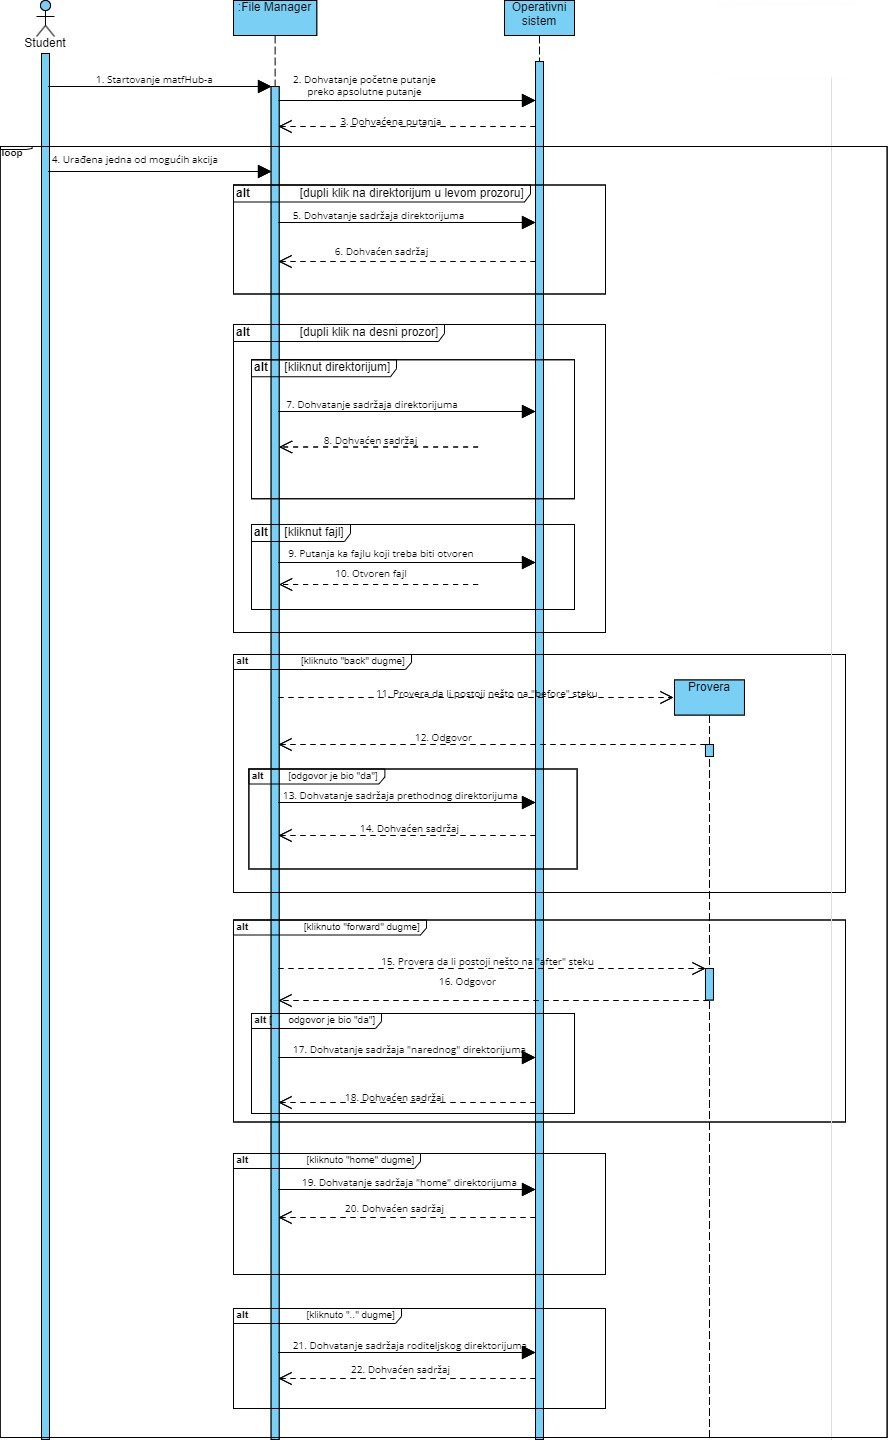 :File Manager
Operativni
sistem
Student
1. Startovanje matfHub-a
2. Dohvatanje početne putanje
preko apsolutne putanje
3. Dohvaćena putanja
loop
4. Urađena jedna od mogućih akcija
alt [dupli klik na direktorijum u levom prozoru]
5. Dohvatanje sadržaja direktorijuma
6. Dohvaćen sadržaj
alt [dupli klik na desni prozor]
alt [kliknut direktorijum]
7. Dohvatanje sadržaja direktorijuma
8. Dohvaćen sadržaj
alt [kliknut fajl]
9. Putanja ka fajlu koji treba biti otvoren
10. Otvoren fajl
alt [kliknuto "back" dugme]
Provera
11. Provera da li postoji nešto na "before" steku
12. Odgovor
alt [odgovor je bio "da"]
13. Dohvatanje sadržaja prethodnog direktorijuma
14. Dohvaćen sadržaj
alt [kliknuto "forward" dugme]
15. Provera da li postoji nešto na "after" steku
16. Odgovor
alt [ odgovor je bio "da"]
17. Dohvatanje sadržaja "narednog" direktorijuma
18. Dohvaćen sadržaj
alt [kliknuto "home" dugme]
19. Dohvatanje sadržaja "home" direktorijuma
20. Dohvaćen sadržaj
alt [kliknuto ".." dugme]
21. Dohvatanje sadržaja roditeljskog direktorijuma
22. Dohvaćen sadržaj